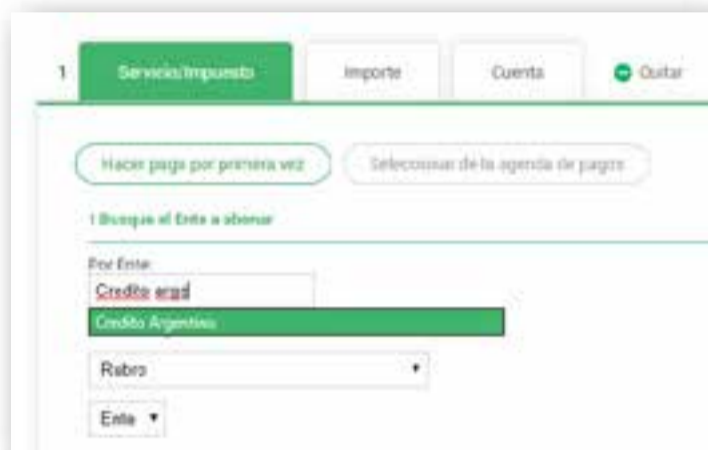 1 Servicio/Impuesto Importe Cuenta Quitar
Hacer pago por primera vez Seleccionar de la agenda de pagos
1 Busque el Ente a abonar
Por Ente:
Credito argd
Credito Argentino
Rubro
Ente